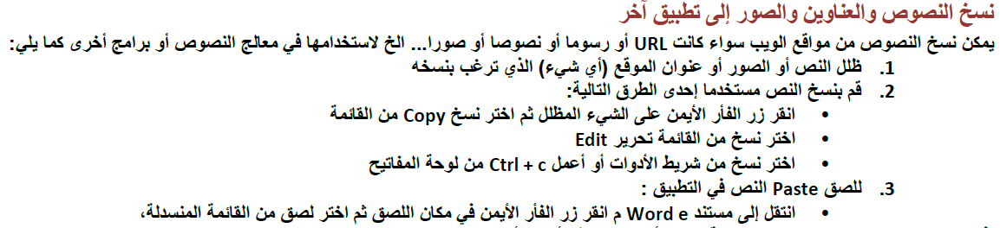 نسخ النصوص والعناوين والصور إلى تطبيق آخر
يمكن نسخ النصوص من مواقع الويب سواء كانت URL أو رسوما أو نصوصا أو صورا... الخ لاستخدامها في معالج النصوص أو برامج أخرى كما يلي:
1. ظلل النص أو الصور أو عنوان الموقع (أي شيء) الذي ترغب بنسخه
2. قم بنسخ النص مستخدما إحدى الطرق التالية:
• انقر زر الفأر الأيمن على الشيء المظلل ثم اختر نسخ Copy من القائمة
• اختر نسخ من القائمة تحرير Edit
• اختر نسخ من شريط الأدوات أو أعمل Ctrl + c من لوحة المفاتيح
3. للصق Paste النص في التطبيق :
• انتقل إلى مستند Word e م انقر زر الفأر الأيمن في مكان اللصق ثم اختر لصق من القائمة المنسدلة،